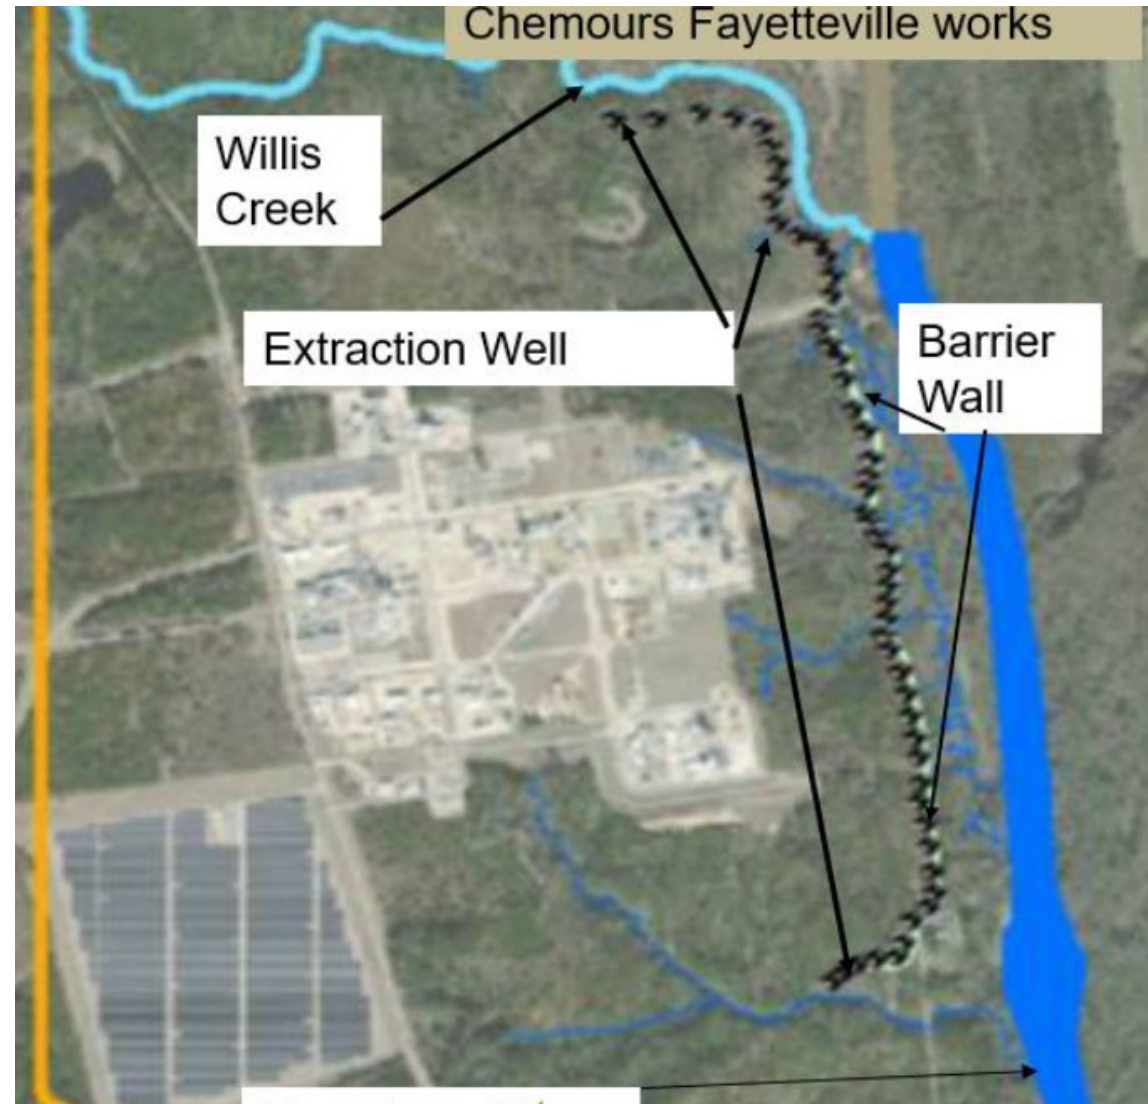 Chemours Fayetteville works
Willis
Creek
Extraction Well
Barrier
Wall